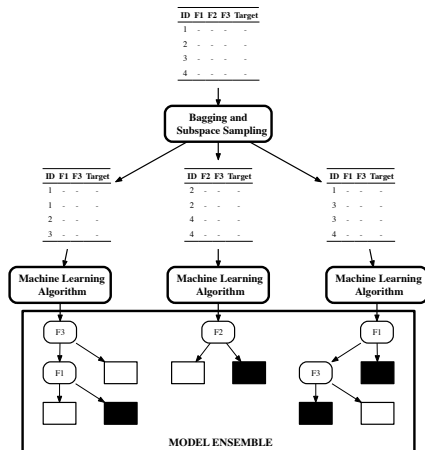 ID F1 F2 F3 Target
1 - - - -
2 - - - -
3 - - - -
4 - - - -
Bagging and
Subspace Sampling
ID F1 F3 Target
1 - - -
1 - - -
2 - - -
3 - - -
ID F2 F3 Target
2 - - -
2 - - -
4 - - -
4 - - -
ID F1 F3 Target
1 - - -
3 - - -
3 - - -
4 - - -
Machine Learning
Algorithm
Machine Learning
Algorithm
Machine Learning
Algorithm
F3
F2
F1
F1
F3
MODEL ENSEMBLE